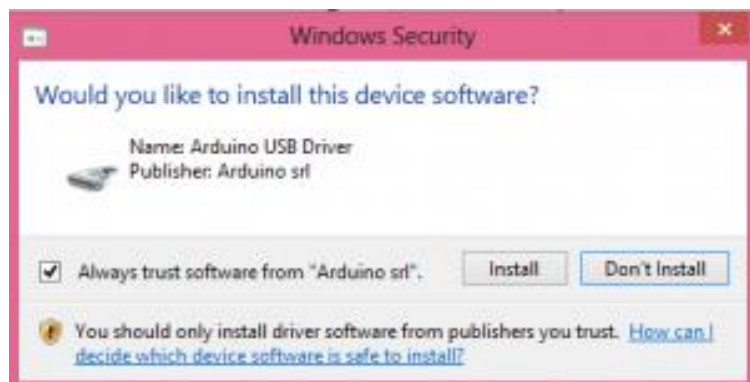 Windows Security
Would you like to install this device software?
Name: Arduino USB Driver
Publisher: Arduino srl
Always trust software from "Arduino srl".
Install
Don't Install
You should only install driver software from publishers you trust. How can I
decide which device software is safe to install?